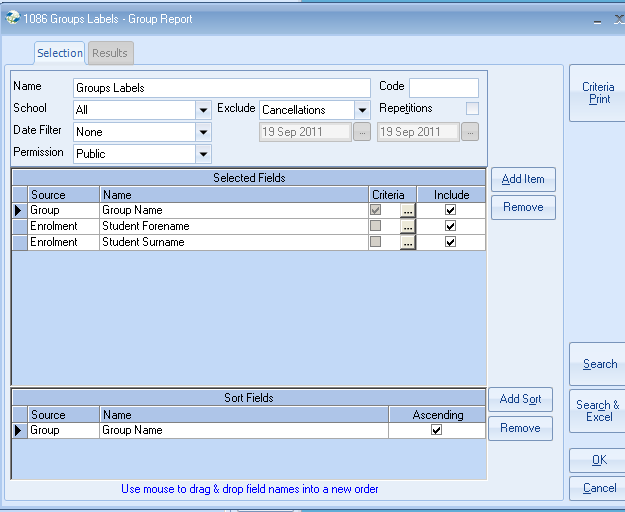 1086 Groups Labels - Group Report
Selection Results
Name Groups Labels Code
School All Exclude Cancellations Repetitions
Date Filter None 19 Sep 2011 ... 19 Sep 2011 ...
Permission Public
Criteria
Print
Selected Fields
Source Name Criteria Include
Group Group Name ...
Enrolment Student Forename ...
Enrolment Student Surname ...
Add Item
Remove
Sort Fields
Source Name Ascending
Group Group Name
Add Sort
Remove
Search
Search &
Excel
OK
Cancel
Use mouse to drag & drop field names into a new order